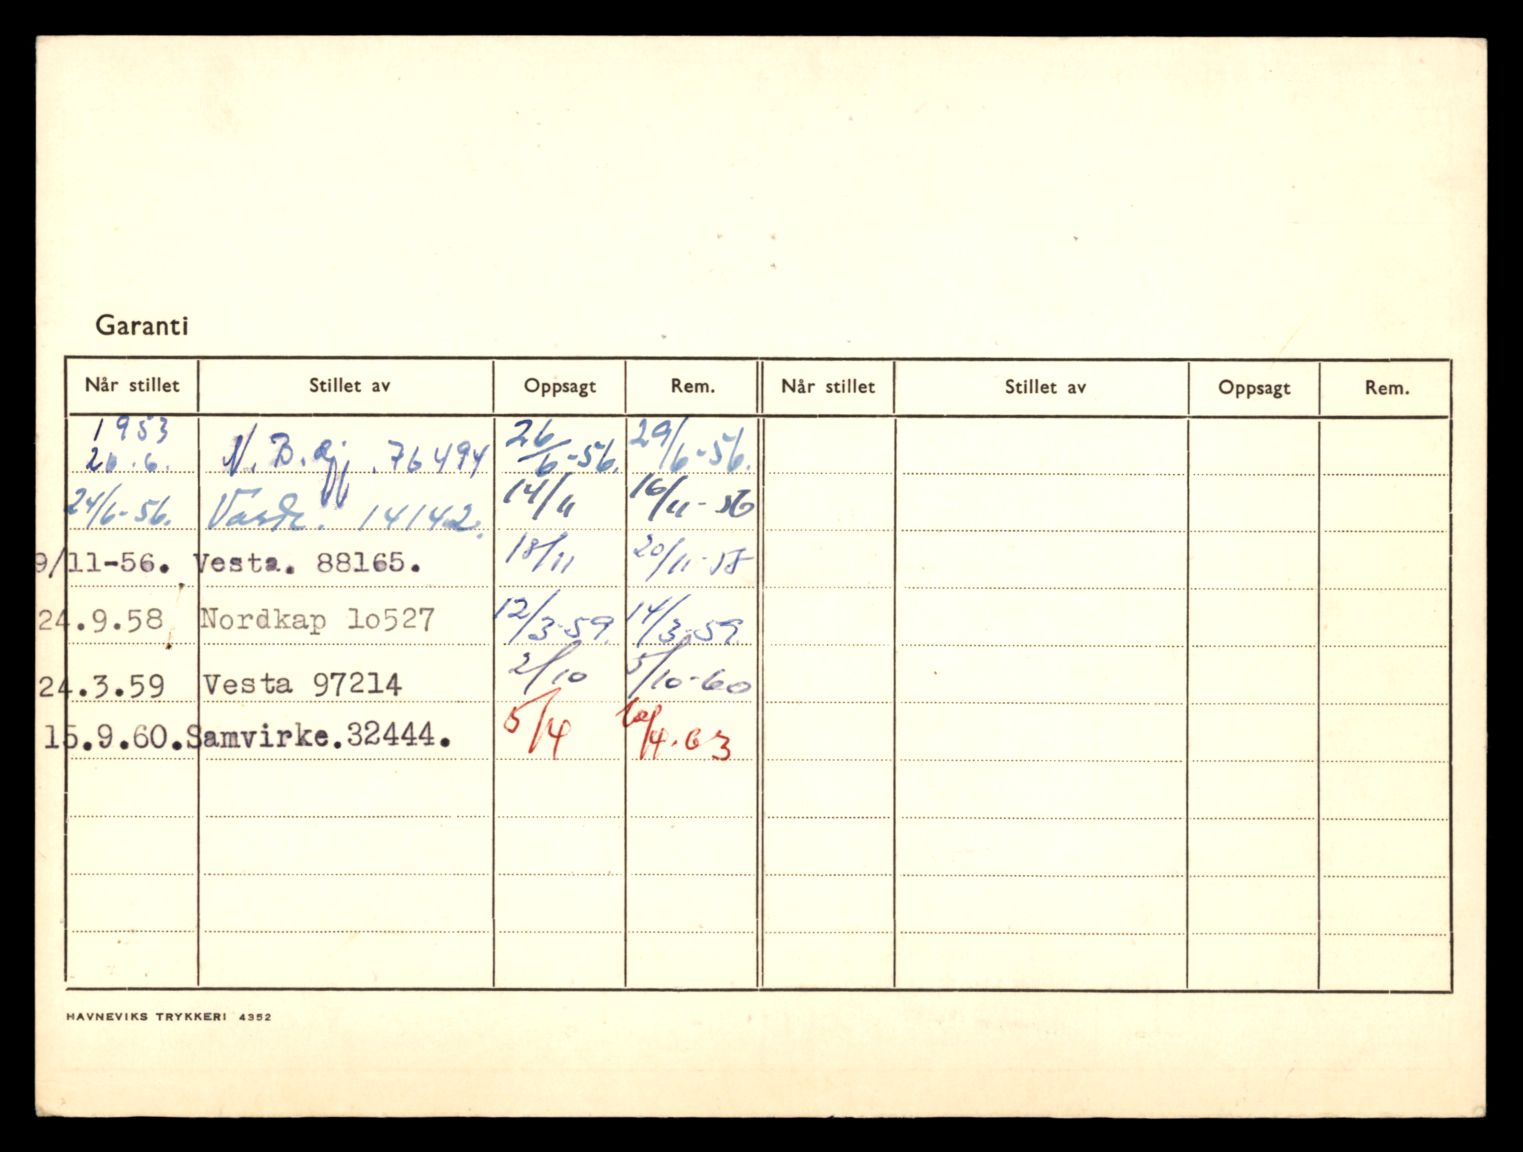 Garanti
Når stillet Stillet av Oppsagt Rem. Når stillet Stillet av Oppsagt Rem.
1953
26.6. N. B. 76494 26/6-56. 29/6-56.
24/6-56. 14142. 14/11 16/11-56
9/11-56. Vesta. 88165. 18/11 20/11-58
24.9.58 Nordkap lo527 12/3-59. 14/3-59
24.3.59 Vesta 97214 2/10 5/10-60
15.9.60. Samvirke.32444. 5/4 /4.63
HAVNEVIKS TRYKKERI 4352